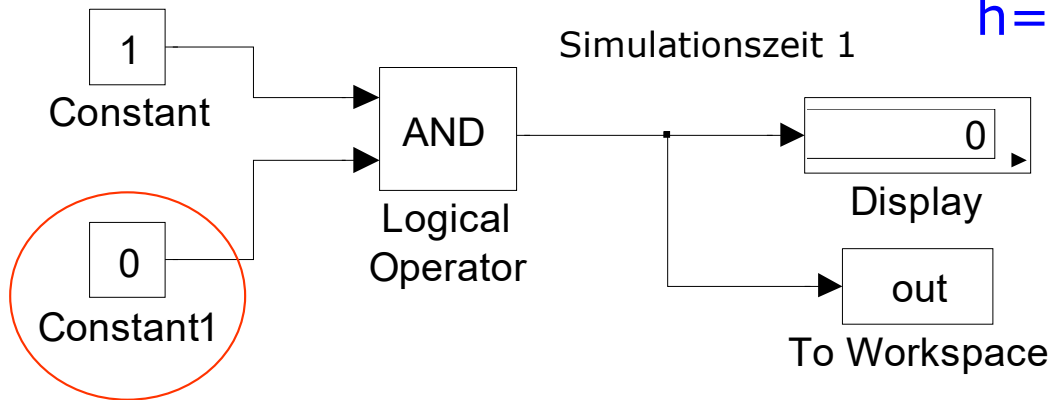 h=
Simulationszeit 1
1
Constant
AND
Logical
Operator
0
Display
0
Constant1
out
To Workspace